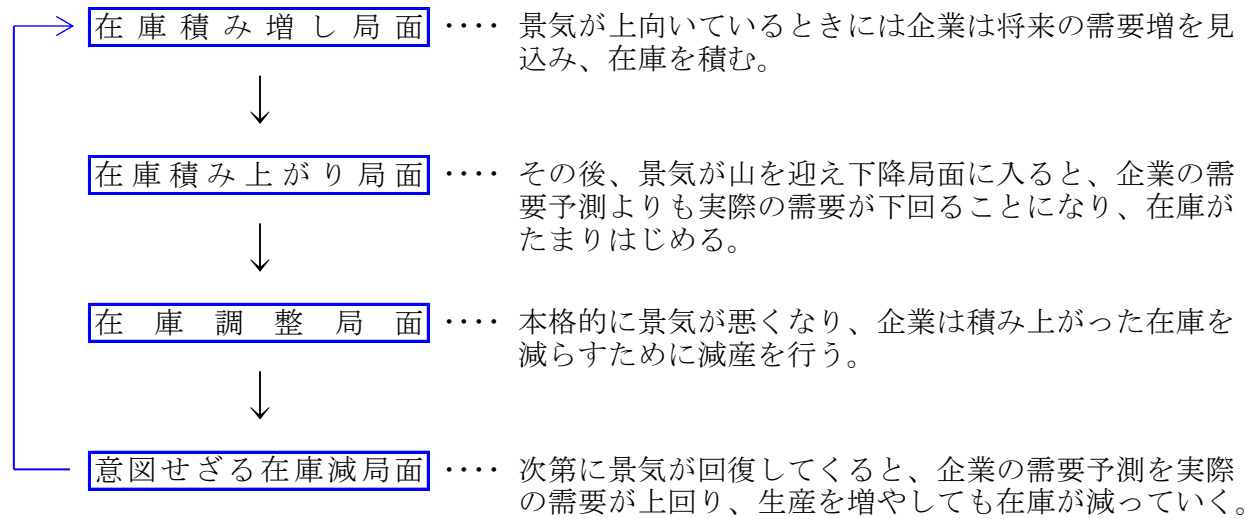 在庫積み増し局面 ···· 景気が上向いているときには企業は将来の需要増を見
込み、在庫を積む。
在庫積み上がり局面 ···· その後、景気が山を迎え下降局面に入ると、企業の需
要予測よりも実際の需要が下回ることになり、在庫が
たまりはじめる。
在庫調整局面 ···· 本格的に景気が悪くなり、企業は積み上がった在庫を
減らすために減産を行う。
意図せざる在庫減局面 ···· 次第に景気が回復してくると、企業の需要予測を実際
の需要が上回り、生産を増やしても在庫が減っていく。